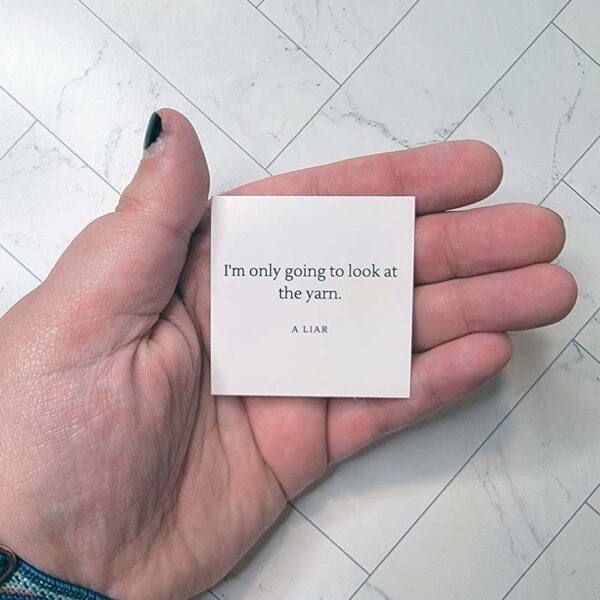 I'm only going to look at
the yarn.
A LIAR